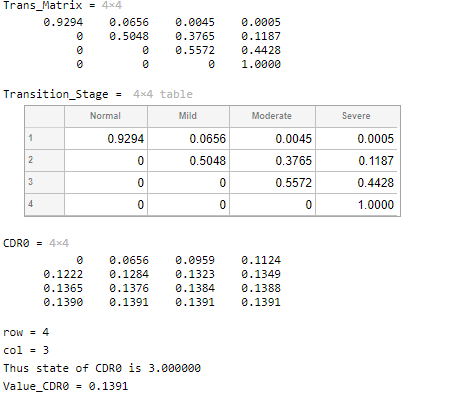 Trans_Matrix = 4×4
0.9294 0.0656 0.0045 0.0005
0 0.5048 0.3765 0.1187
0 0 0.5572 0.4428
0 0 0 1.0000
Transition_Stage = 4×4 table
Normal Mild Moderate Severe
1 0.9294 0.0656 0.0045 0.0005
2 0 0.5048 0.3765 0.1187
3 0 0 0.5572 0.4428
4 0 0 0 1.0000
CDR0 = 4×4
0 0.0656 0.0959 0.1124
0.1222 0.1284 0.1323 0.1349
0.1365 0.1376 0.1384 0.1388
0.1390 0.1391 0.1391 0.1391
row = 4
col = 3
Thus state of CDR0 is 3.000000
Value_CDR0 = 0.1391